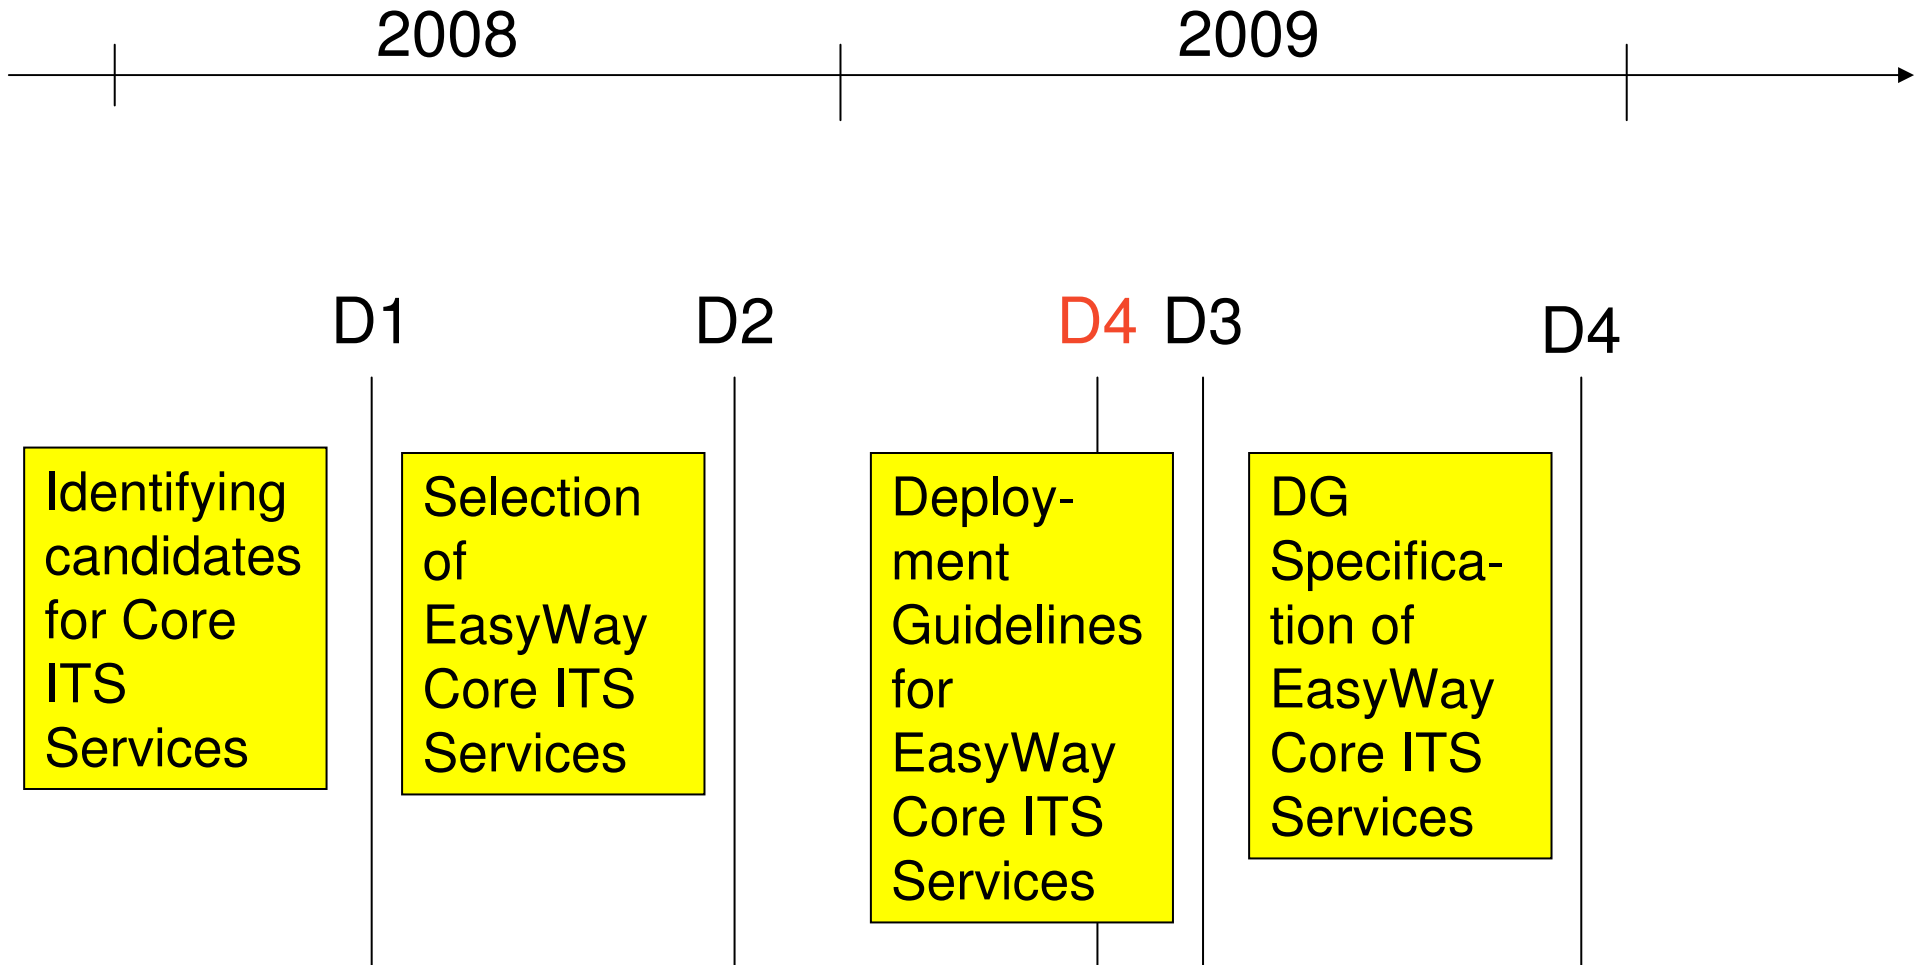 2008
2009
D1
D2
D4
D3
D4
Identifying
candidates
for Core
ITS
Services
Selection
of
EasyWay
Core ITS
Services
Deploy-
ment
Guidelines
for
EasyWay
Core ITS
Services
DG
Specifica-
tion of
EasyWay
Core ITS
Services